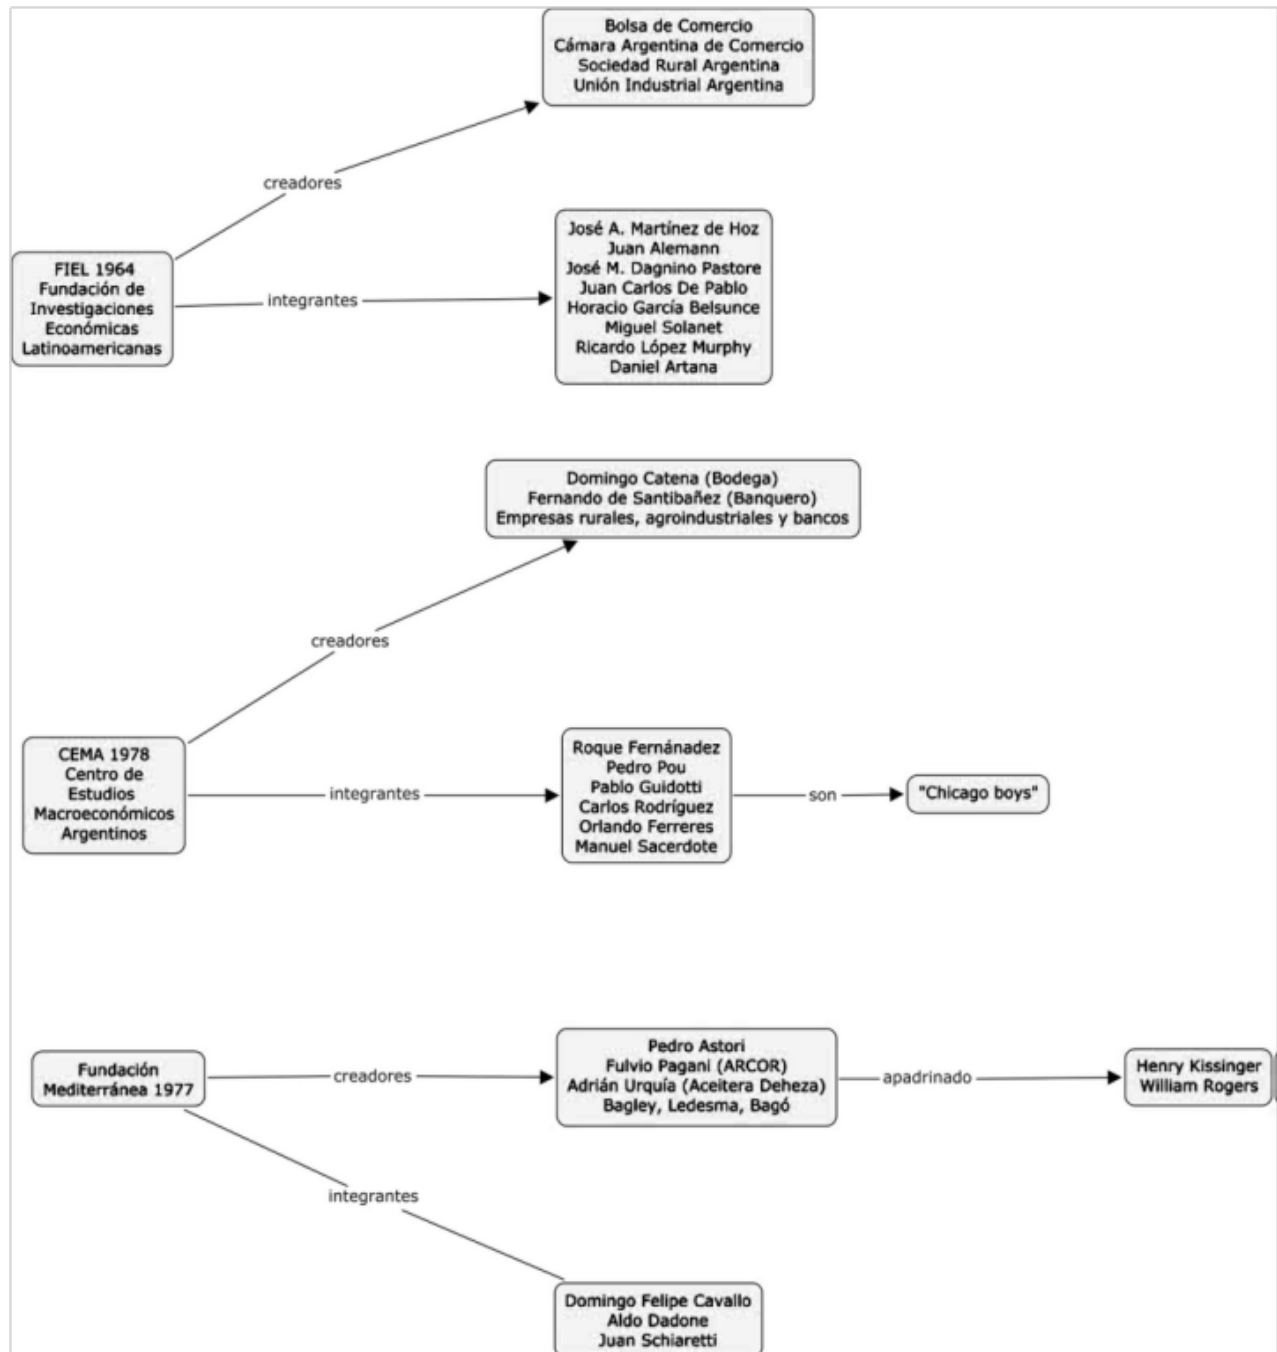 Bolsa de Comercio
Cámara Argentina de Comercio
Sociedad Rural Argentina
Unión Industrial Argentina
creadores
FIEL 1964
Fundación de
Investigaciones
Económicas
Latinoamericanas
integrantes
José A. Martínez de Hoz
Juan Alemann
José M. Dagnino Pastore
Juan Carlos De Pablo
Horacio García Belsunce
Miguel Solanet
Ricardo López Murphy
Daniel Artana
Domingo Catena (Bodega)
Fernando de Santibañez (Banquero)
Empresas rurales, agroindustriales y bancos
creadores
CEMA 1978
Centro de
Estudios
Macroeconómicos
Argentinos
integrantes
Roque Fernánadez
Pedro Pou
Pablo Guidotti
Carlos Rodríguez
Orlando Ferreres
Manuel Sacerdote
son
"Chicago boys"
Fundación
Mediterránea 1977
creadores
Pedro Astori
Fulvio Pagani (ARCOR)
Adrián Urquía (Aceitera Deheza)
Bagley, Ledesma, Bagó
apadrinado
Henry Kissinger
William Rogers
integrantes
Domingo Felipe Cavallo
Aldo Dadone
Juan Schiaretti